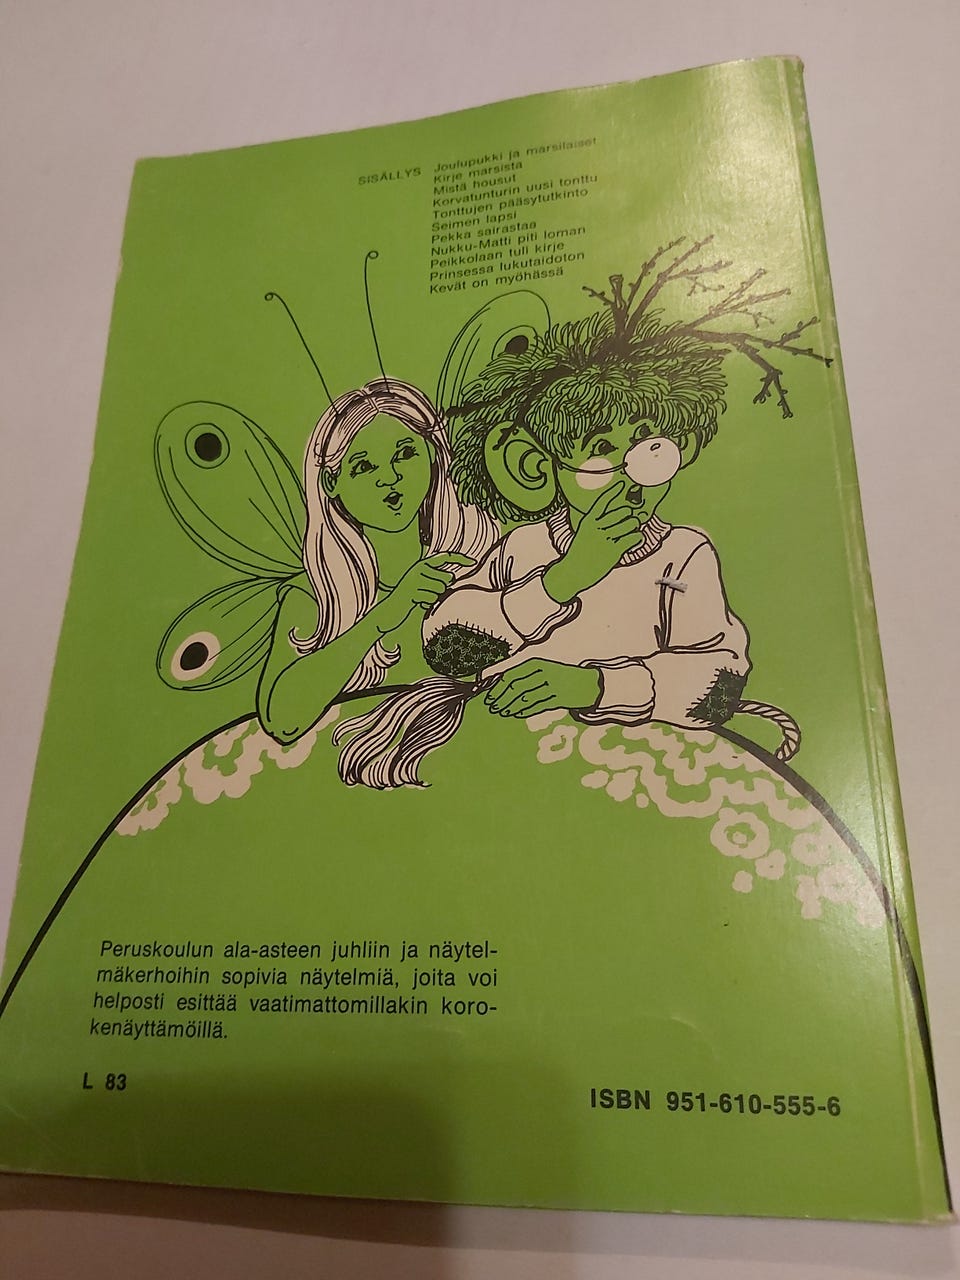 SISÄLLYS Joulupukki ja marsilaiset
Kirje marsista
Mistä housut
Korvatunturin uusi tonttu
Tonttujen pääsytutkinto
Seimen lapsi
Pekka sairastaa
Nukku-Matti piti loman
Peikkolaan tuli kirje
Prinsessa lukutaidoton
Kevät on myöhässä
Peruskoulun ala-asteen juhliin ja näytel-
mäkerhoihin sopivia näytelmiä, joita voi
helposti esittää vaatimattomillakin koro-
kenäyttämöillä.
L 83
ISBN 951-610-555-6